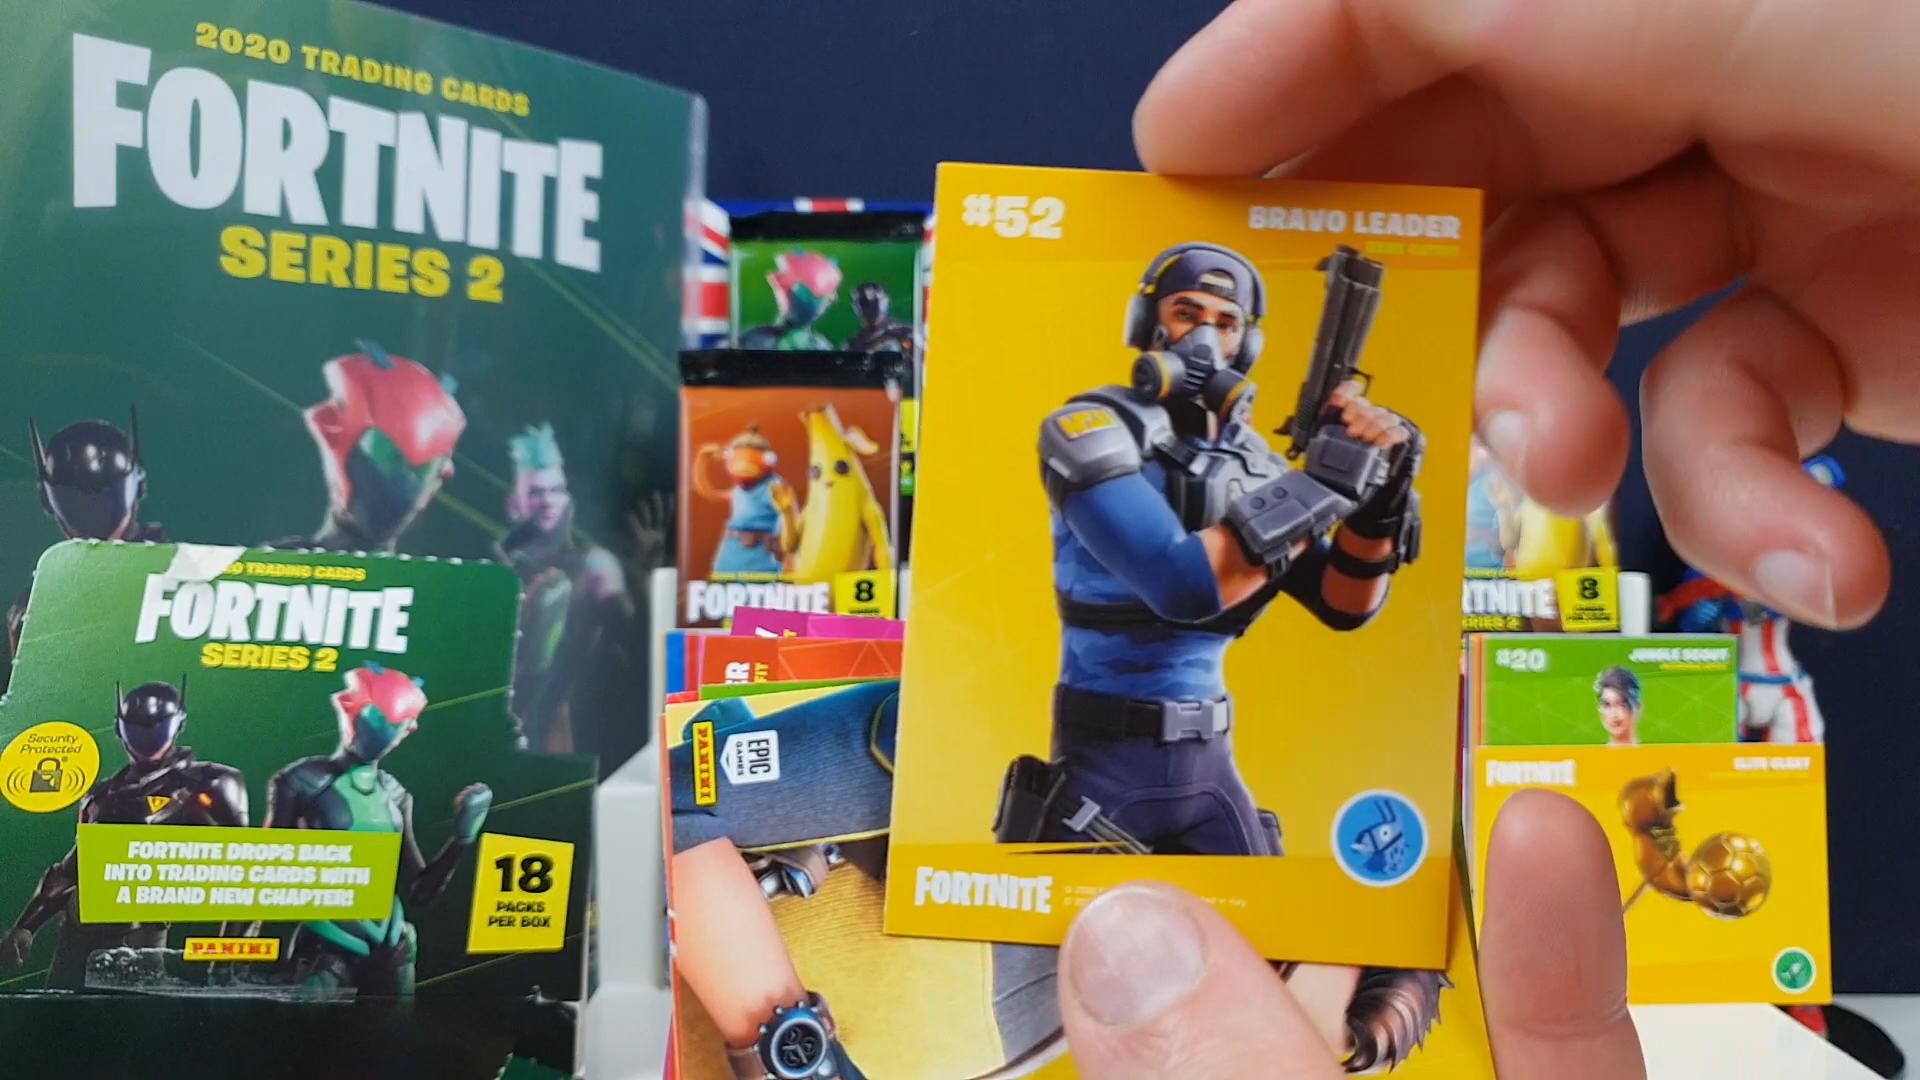 2020 TRADING CARDS
FORTNITE
SERIES 2
TRADING CARDS
FORTNITE
SERIES 2
Security
Protected
FORTNITE DROPS BACK
INTO TRADING CARDS WITH
A BRAND NEW CHAPTER!
18
PACKS
PER BOX
PANINI
FORTNITE
8
PANINI
EPIC
GAMES
#52
BRAVO LEADER
FORTNITE
8
#20
JUNGLE SCOUT
FORTNITE
ELITE CLEAT